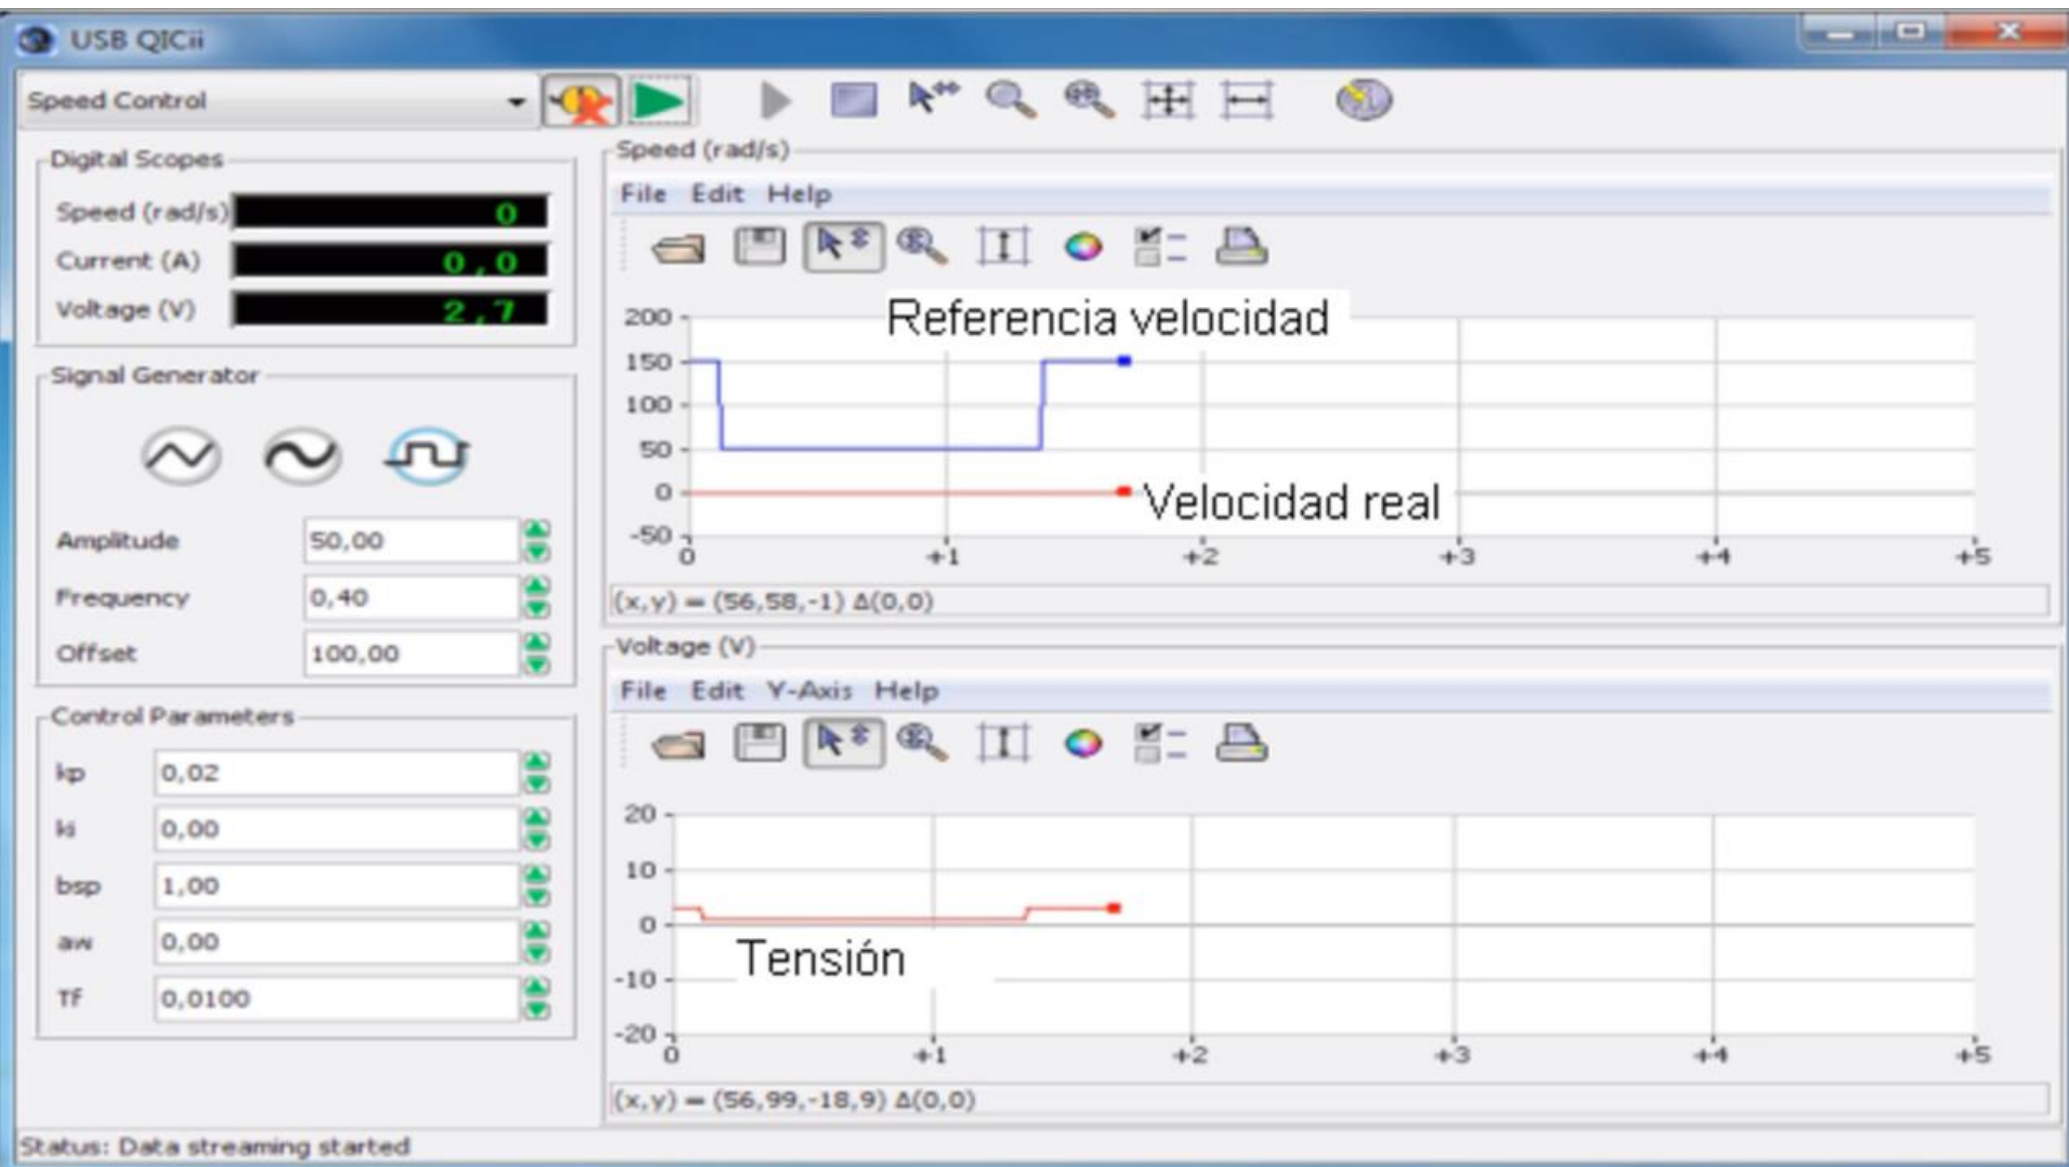 USB QICii
Speed Control
Digital Scopes
Speed (rad/s) 0
Current (A) 0,0
Voltage (V) 2,7
Signal Generator
Amplitude 50,00
Frequency 0,40
Offset 100,00
Control Parameters
kp 0,02
ki 0,00
bsp 1,00
aw 0,00
Tf 0,0100
Speed (rad/s)
File Edit Help
Referencia velocidad
200
150
100
50
0
-50
Velocidad real
0 +1 +2 +3 +4 +5
(x,y) = (56,58,-1) Δ(0,0)
Voltage (V)
File Edit Y-Axis Help
20
10
0
-10
-20
Tensión
0 +1 +2 +3 +4 +5
(x,y) = (56,99,-18,9) Δ(0,0)
Status: Data streaming started